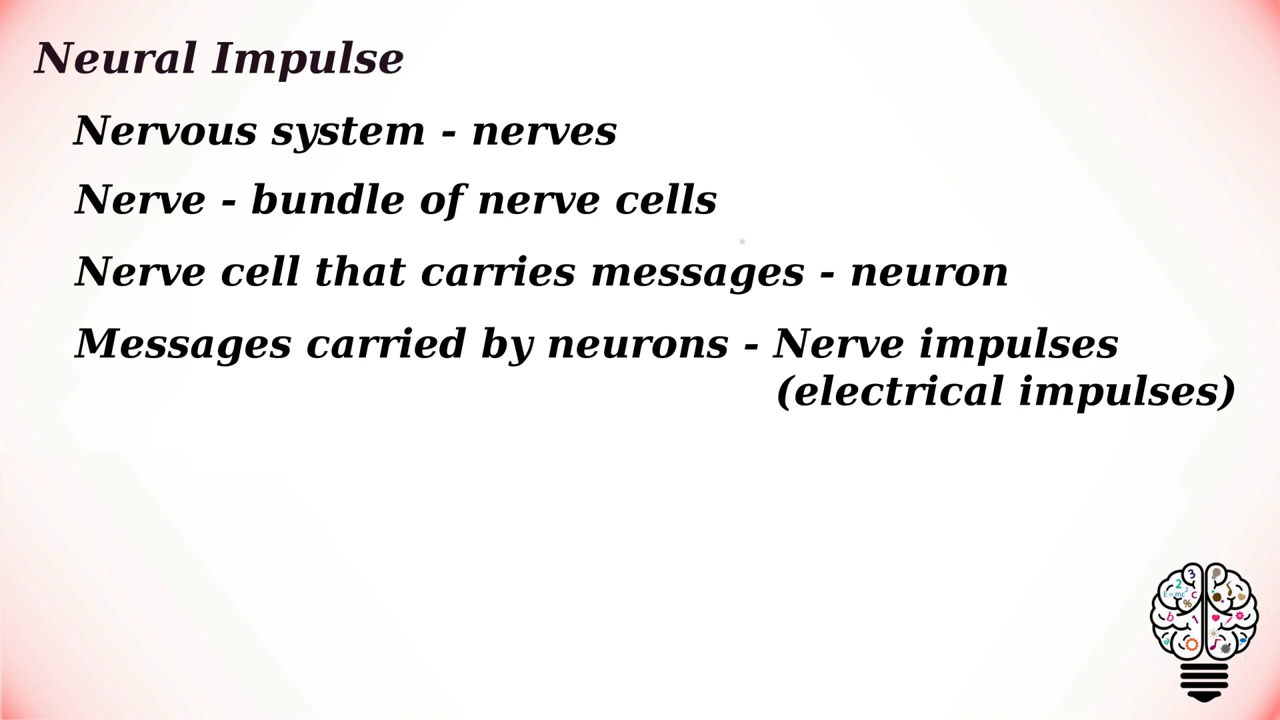 Neural Impulse
Nervous system - nerves
Nerve - bundle of nerve cells
Nerve cell that carries messages - neuron
Messages carried by neurons - Nerve impulses
(electrical impulses)